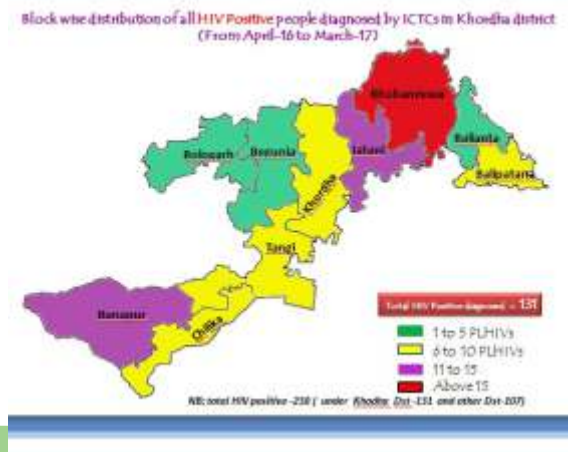 Block wise distribution of all HIV Positive people diagnosed by ICTCs in Khordha district
(From April-16 to March-17)
Bhubaneswar
Balianta
Jatani
Bologarh
Begunia
Balipatana
Khordha
Tangi
Banapur
Chilika
Total HIV Positive diagnosed = 131
1 to 5 PLHIVs
6 to 10 PLHIVs
11 to 15
Above 15
NB: total HIV positive -238 ( under Khodha Dst -131 and other Dst-107)